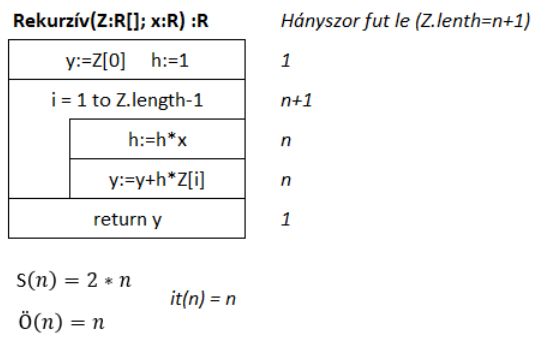 Rekurzív(Z:R[]; x:R) :R Hányszor fut le (Z.lenth=n+1)
y:=Z[0] h:=1 1
i = 1 to Z.length-1 n+1
h:=h*x n
y:=y+h*Z[i] n
return y 1
S(n) = 2 * n
it(n) = n
Ö(n) = n